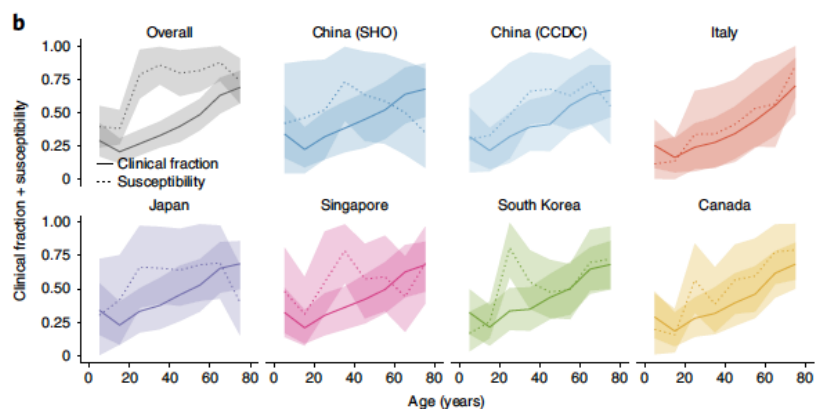 b
Overall
China (SHO)
China (CCDC)
Italy
Clinical fraction + susceptibility
1.00
0.75
0.50
0.25
0
Clinical fraction
Susceptibility
Japan
Singapore
South Korea
Canada
1.00
0.75
0.50
0.25
0
0 20 40 60 80
0 20 40 60 80
0 20 40 60 80
0 20 40 60 80
Age (years)